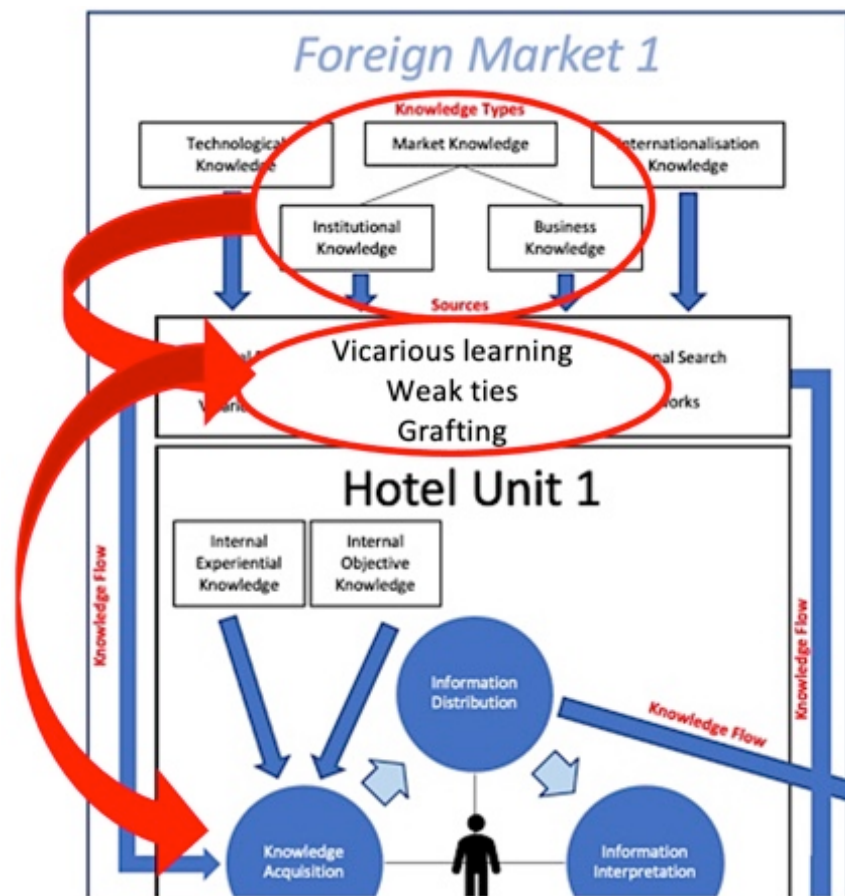 Foreign Market 1
Knowledge Types
Technological
Knowledge
Market Knowledge
Internationalisation
Knowledge
Institutional
Knowledge
Business
Knowledge
Sources
Vicarious learning
Weak ties
Grafting
Search
Hotel Unit 1
Internal
Experiential
Knowledge
Internal
Objective
Knowledge
Knowledge Flow
Knowledge Flow
Information
Distribution
Knowledge Flow
Knowledge
Acquisition
Information
Interpretation